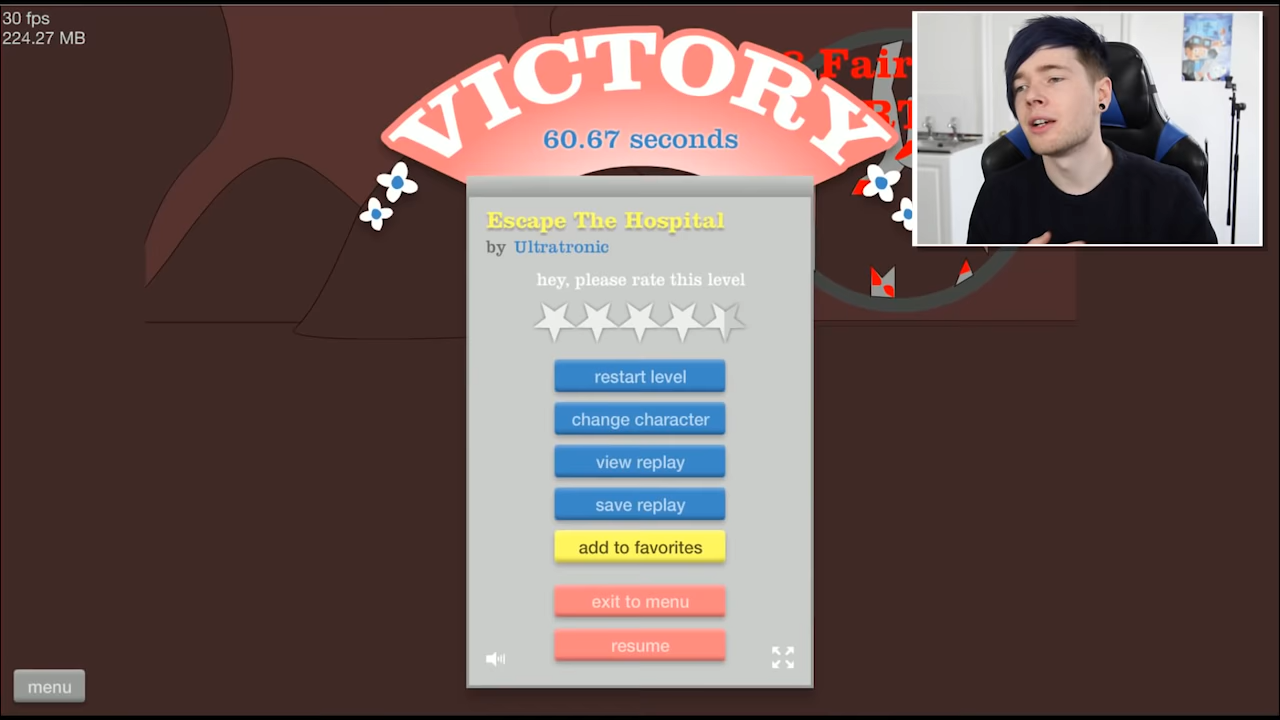 30 fps
224.27 MB
VICTORY
60.67 seconds
Fair
Escape The Hospital
by Ultratronic
hey, please rate this level
restart level
change character
view replay
save replay
add to favorites
exit to menu
resume
menu